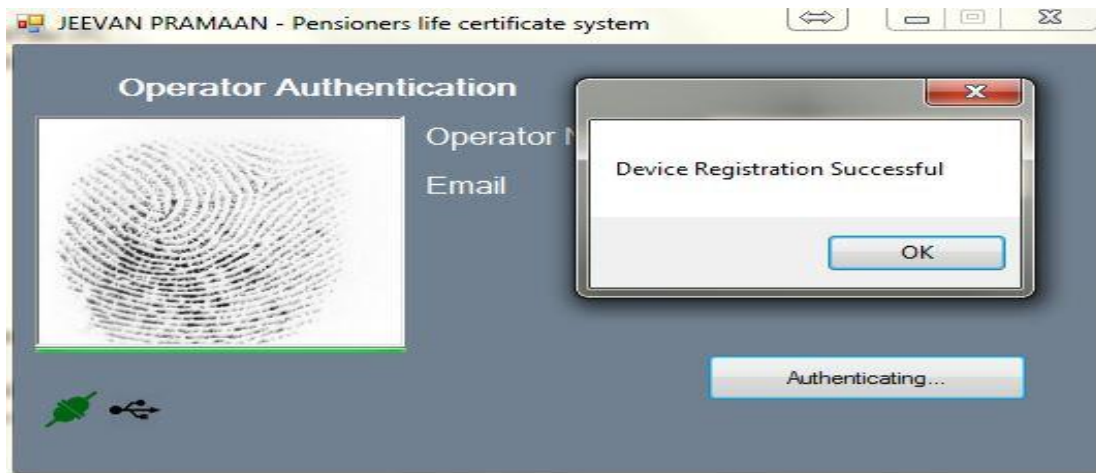 JEEVAN PRAMAAN - Pensioners life certificate system
Operator Authentication
Operator
Email
Device Registration Successful
OK
Authenticating...